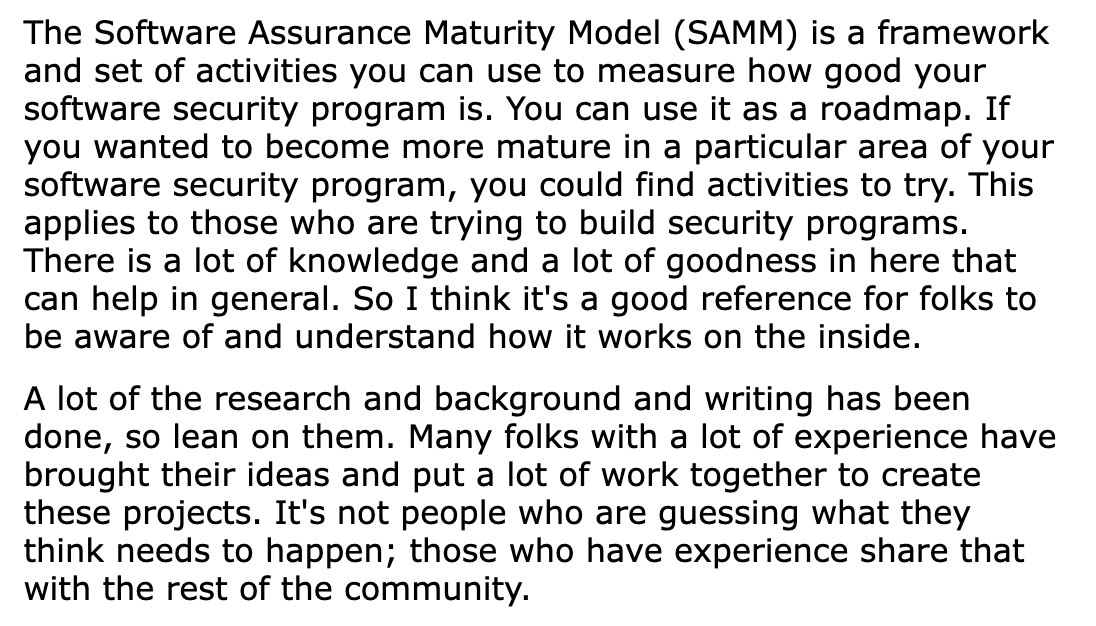 The Software Assurance Maturity Model (SAMM) is a framework
and set of activities you can use to measure how good your
software security program is. You can use it as a roadmap. If
you wanted to become more mature in a particular area of your
software security program, you could find activities to try. This
applies to those who are trying to build security programs.
There is a lot of knowledge and a lot of goodness in here that
can help in general. So I think it's a good reference for folks to
be aware of and understand how it works on the inside.
A lot of the research and background and writing has been
done, so lean on them. Many folks with a lot of experience have
brought their ideas and put a lot of work together to create
these projects. It's not people who are guessing what they
think needs to happen; those who have experience share that
with the rest of the community.